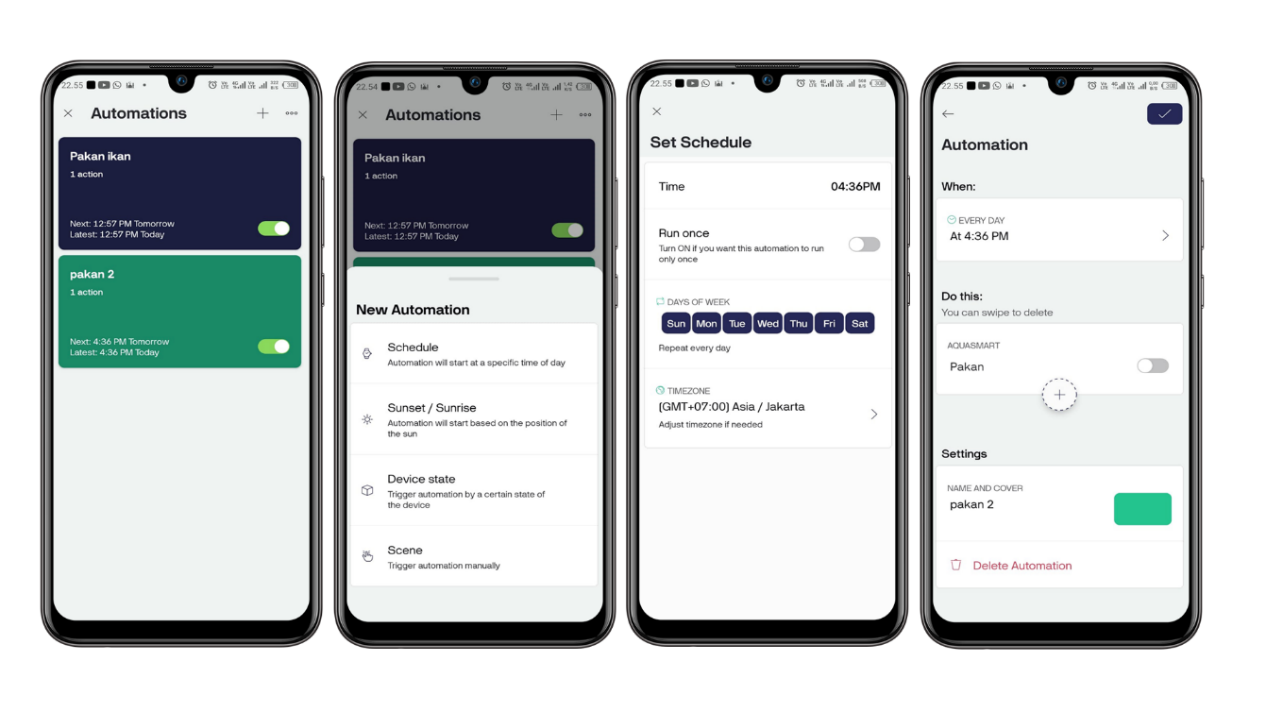 22.55
Automations
Pakan ikan
1 action
Next: 12:57 PM Tomorrow
Latest: 12:57 PM Today
pakan 2
1 action
Next: 4:36 PM Tomorrow
Latest: 4:36 PM Today
22.54
Automations
Pakan ikan
1 action
Next: 12:57 PM Tomorrow
Latest: 12:57 PM Today
New Automation
Schedule
Automation will start at a specific time of day
Sunset / Sunrise
Automation will start based on the position of
the sun
Device state
Trigger automation by a certain state of
the device
Scene
Trigger automation manually
22.55
Set Schedule
Time 04:36PM
Run once
Turn ON if you want this automation to run
only once
DAYS OF WEEK
Sun Mon Tue Wed Thu Fri Sat
Repeat every day
TIMEZONE
(GMT+07:00) Asia / Jakarta
Adjust timezone if needed
22.55
Automation
When:
EVERY DAY
At 4:36 PM
Do this:
You can swipe to delete
AQUASMART
Pakan
Settings
NAME AND COVER
pakan 2
Delete Automation